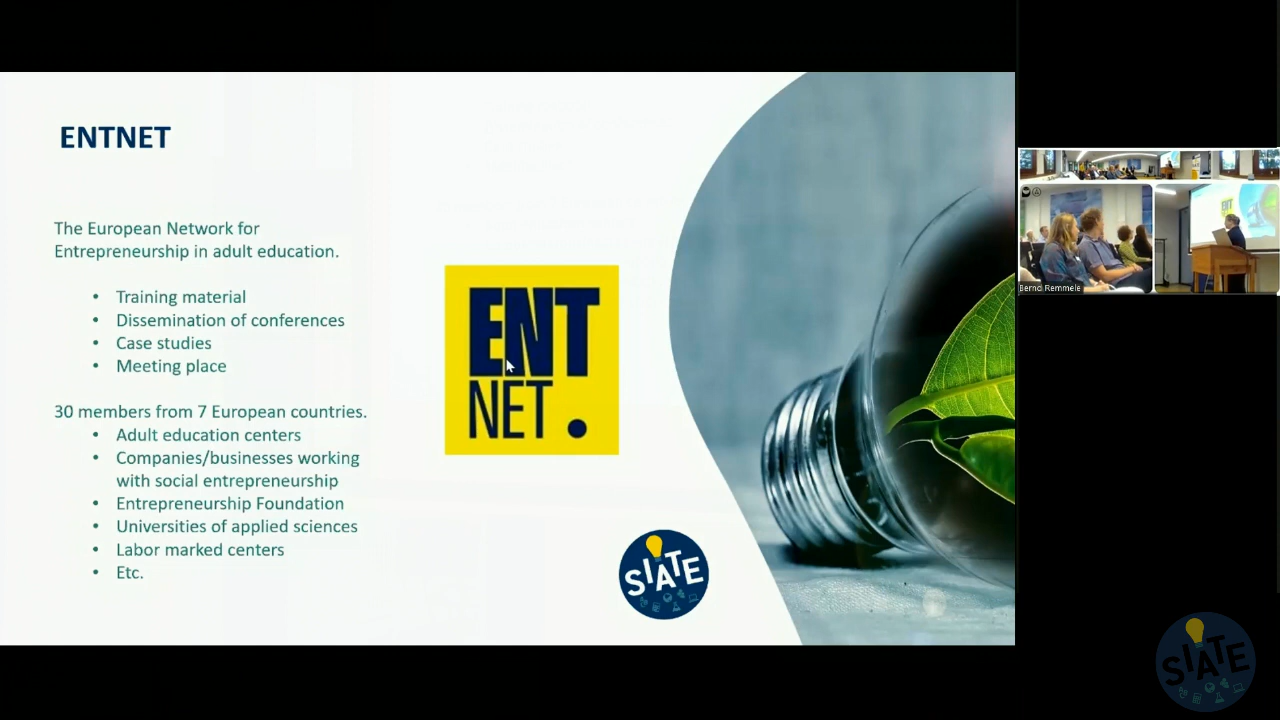 ENTNET
The European Network for
Entrepreneurship in adult education.
• Training material
• Dissemination of conferences
• Case studies
• Meeting place
30 members from 7 European countries.
• Adult education centers
• Companies/businesses working
with social entrepreneurship
• Entrepreneurship Foundation
• Universities of applied sciences
• Labor marked centers
• Etc.
ENT
NET.
SIATE
Bernd Remmele
ENT
SIATE